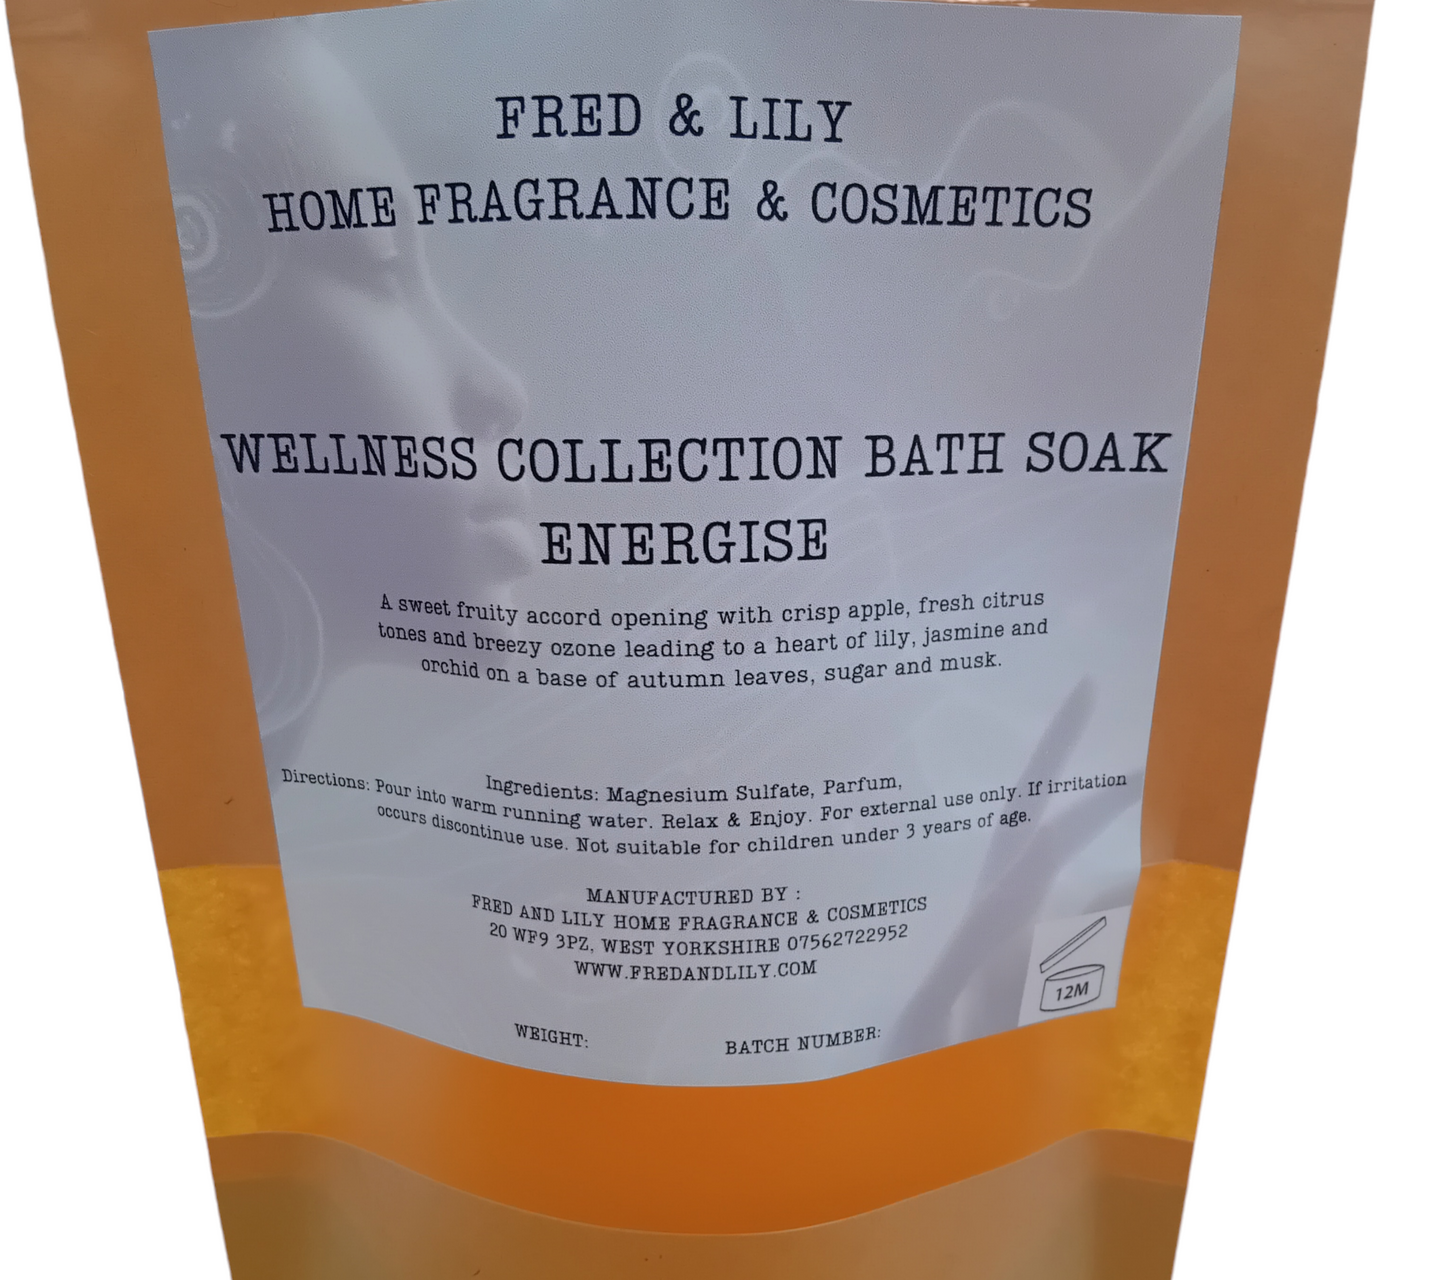 FRED & LILY
HOME FRAGRANCE & COSMETICS
WELLNESS COLLECTION BATH SOAK
ENERGISE
A sweet fruity accord opening with crisp apple, fresh citrus
tones and breezy ozone leading to a heart of lily, jasmine and
orchid on a base of autumn leaves, sugar and musk.
Ingredients: Magnesium Sulfate, Parfum,
Directions: Pour into warm running water. Relax & Enjoy. For external use only. If irritation
occurs discontinue use. Not suitable for children under 3 years of age.
MANUFACTURED BY :
FRED AND LILY HOME FRAGRANCE & COSMETICS
20 WF9 3PZ, WEST YORKSHIRE 07562722952
WWW.FREDANDLILY.COM
12M
WEIGHT: BATCH NUMBER: